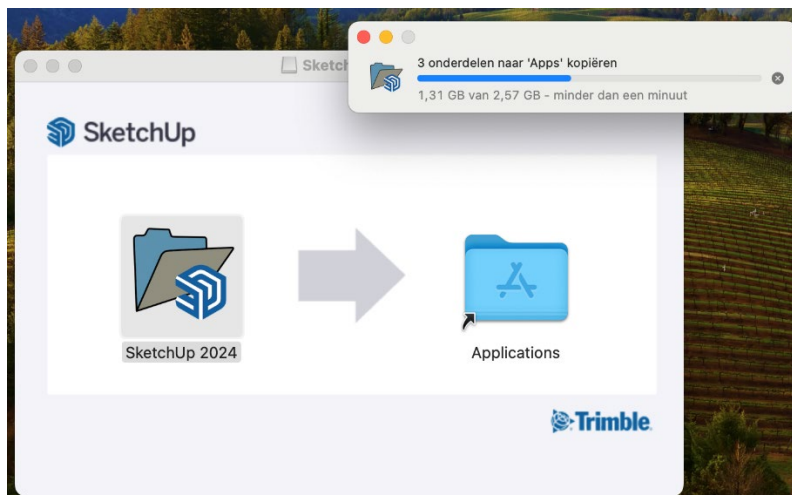 Sketch
3 onderdelen naar 'Apps' kopiëren
1,31 GB van 2,57 GB - minder dan een minuut
SketchUp
SketchUp 2024
Applications
Trimble